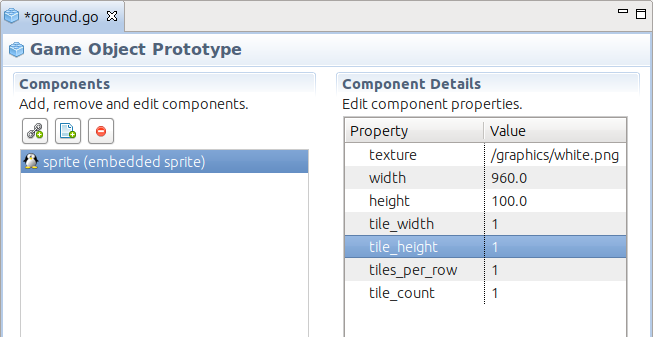 *ground.go
Game Object Prototype
Components
Add, remove and edit components.
sprite (embedded sprite)
Component Details
Edit component properties.
Property Value
texture /graphics/white.png
width 960.0
height 100.0
tile_width 1
tile_height 1
tiles_per_row 1
tile_count 1